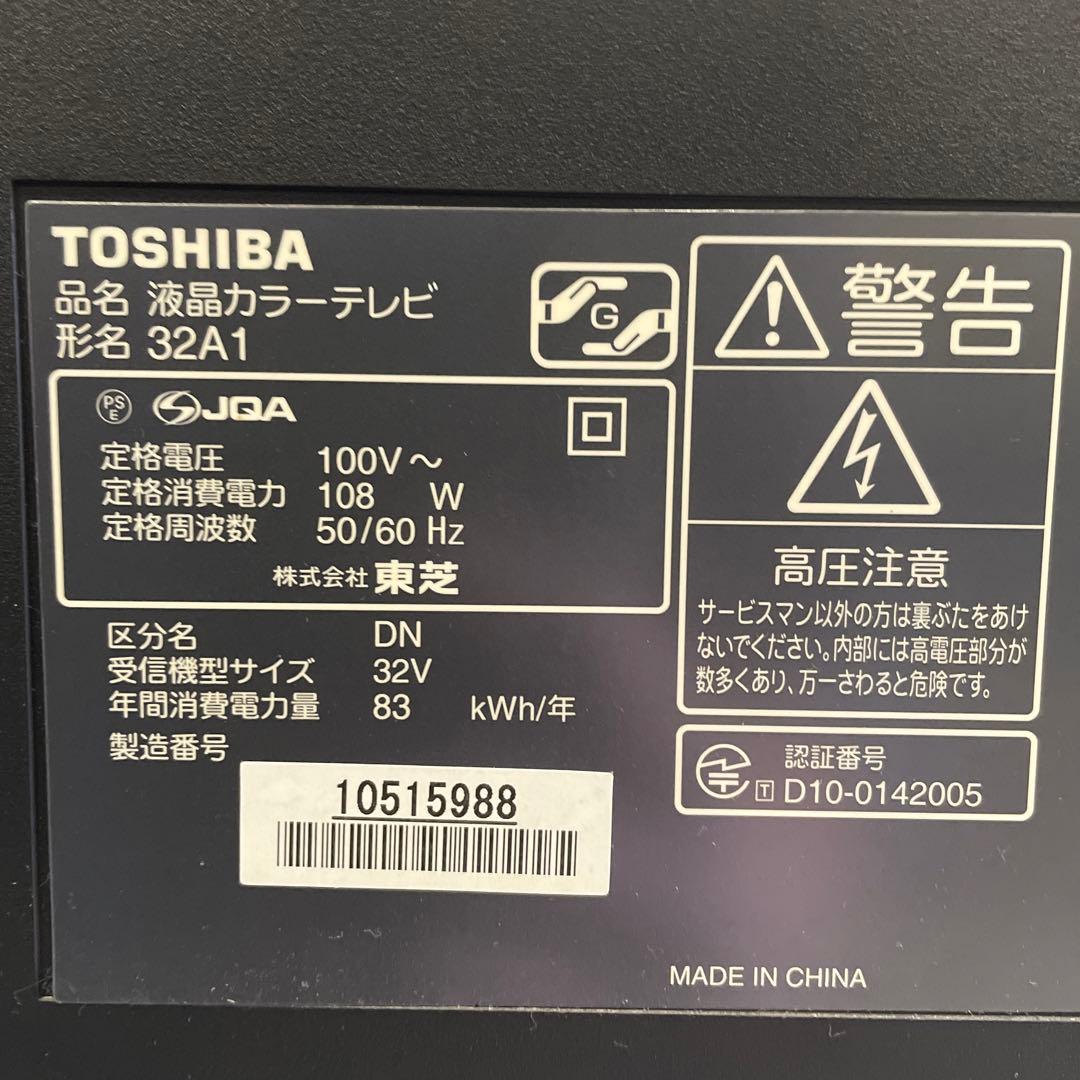 TOSHIBA
品名 液晶カラーテレビ
形名 32A1
G
PS
E
JQA
定格電圧 100V～
定格消費電力 108 W
定格周波数 50/60 Hz
株式会社 東芝
区分名 DN
受信機型サイズ 32V
年間消費電力量 83 kWh/年
製造番号
10515988
警告
高圧注意
サービスマン以外の方は裏ぶたをあけ
ないでください。内部には高電圧部分が
数多くあり、万一さわると危険です。
認証番号
T D10-0142005
MADE IN CHINA